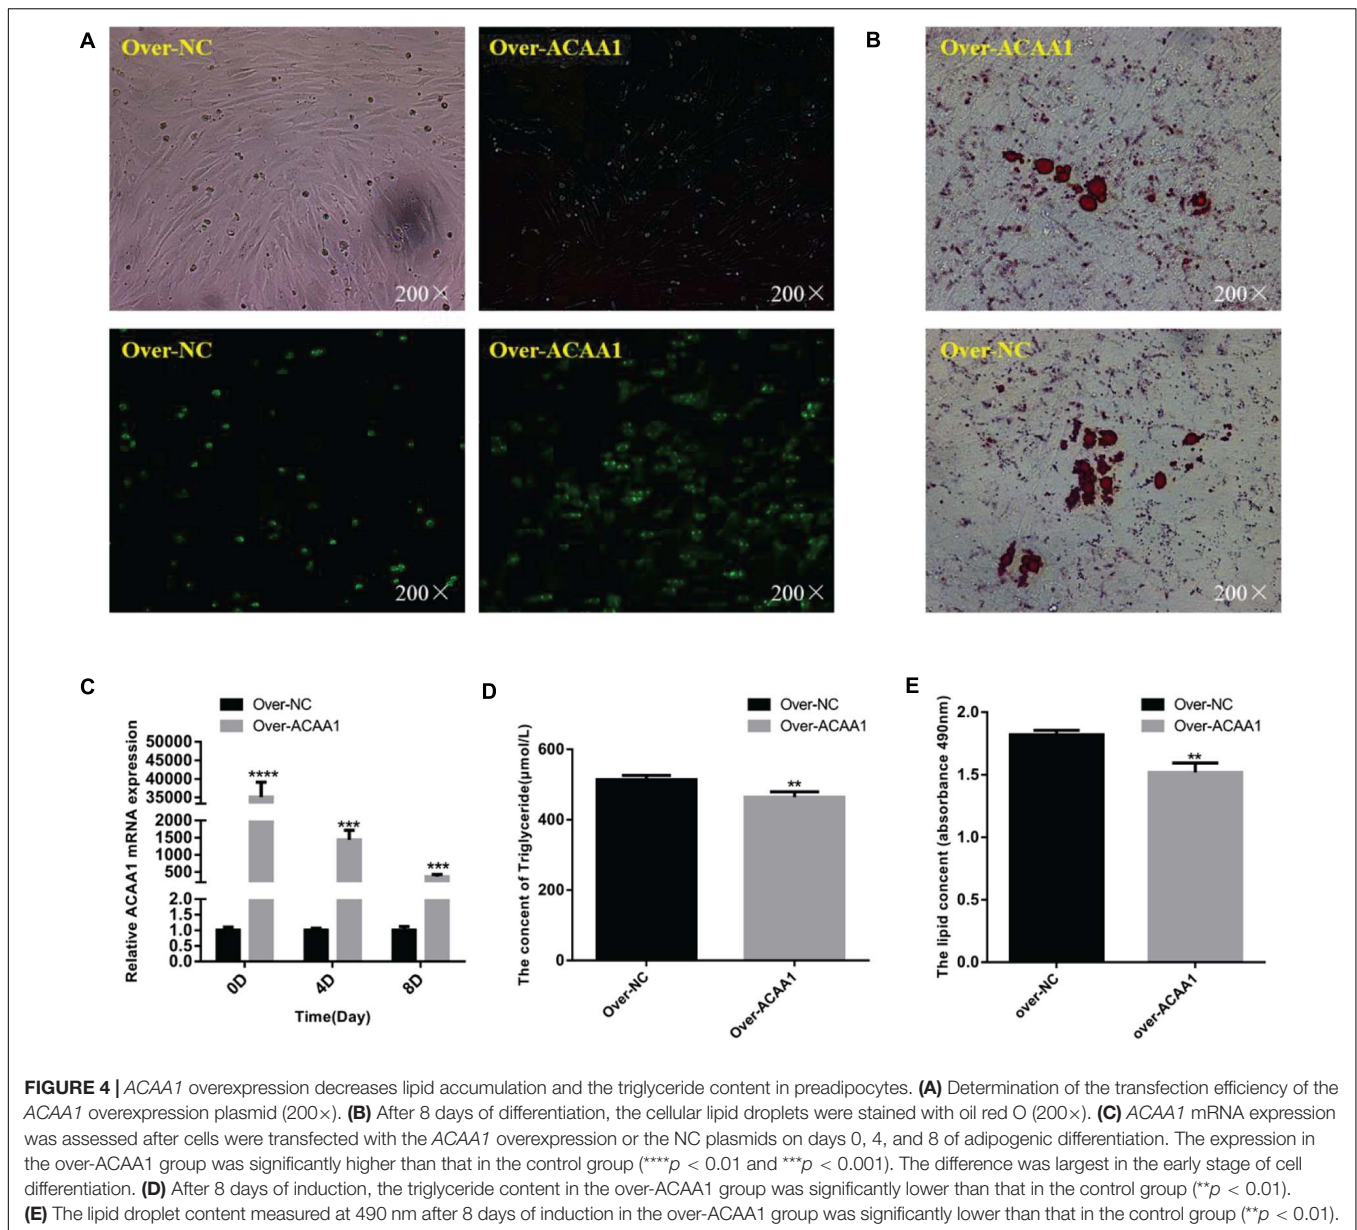 A
Over-NC
200×
Over-ACAA1
200×
Over-NC
200×
Over-ACAA1
200×
B
Over-ACAA1
200×
Over-NC
200×
C
Over-NC
Over-ACAA1
Relative ACAA1 mRNA expression
50000
45000
40000
35000
2000
1500
1000
500
2.0
1.5
1.0
0.5
0.0
****
***
***
0D
4D
8D
Time(Day)
D
Over-NC
Over-ACAA1
The concent of Triglyceride(μmol/L)
600
400
200
0
**
Over-NC
Over-ACAA1
E
Over-NC
Over-ACAA1
The lipid concent (absorbance 490nm)
2.0
1.5
1.0
0.5
0.0
**
over-NC
over-ACAA1
FIGURE 4 | ACAA1 overexpression decreases lipid accumulation and the triglyceride content in preadipocytes. (A) Determination of the transfection efficiency of the
ACAA1 overexpression plasmid (200×). (B) After 8 days of differentiation, the cellular lipid droplets were stained with oil red O (200×). (C) ACAA1 mRNA expression
was assessed after cells were transfected with the ACAA1 overexpression or the NC plasmids on days 0, 4, and 8 of adipogenic differentiation. The expression in
the over-ACAA1 group was significantly higher than that in the control group (****p < 0.01 and ***p < 0.001). The difference was largest in the early stage of cell
differentiation. (D) After 8 days of induction, the triglyceride content in the over-ACAA1 group was significantly lower than that in the control group (**p < 0.01).
(E) The lipid droplet content measured at 490 nm after 8 days of induction in the over-ACAA1 group was significantly lower than that in the control group (**p < 0.01).